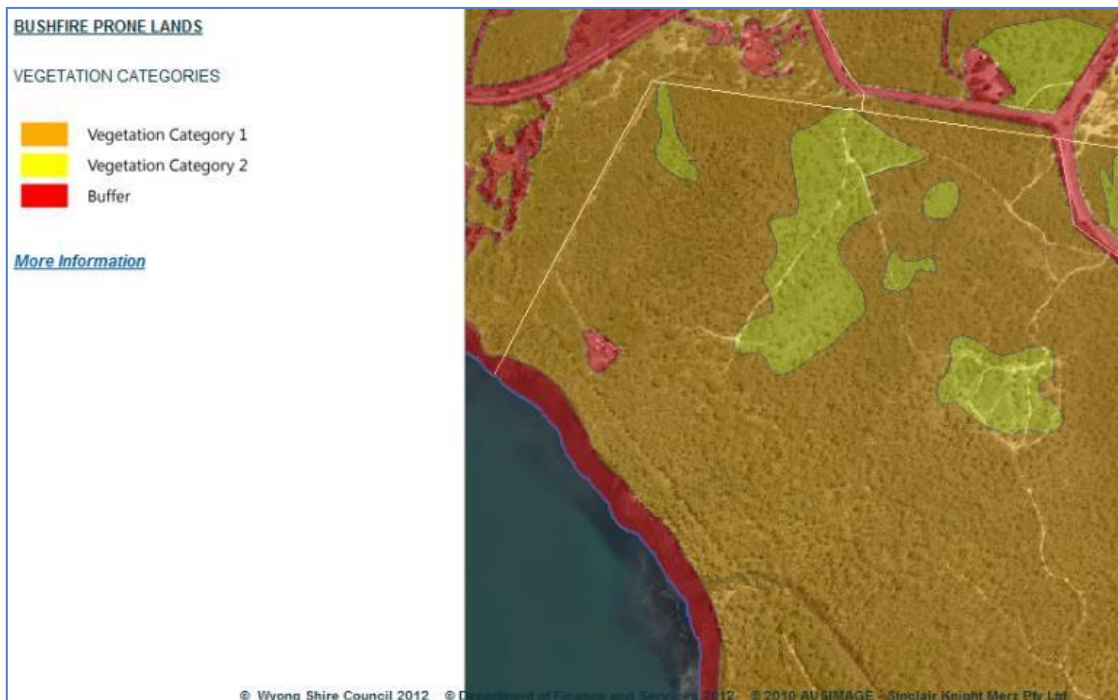 BUSHFIRE PRONE LANDS
VEGETATION CATEGORIES
Vegetation Category 1
Vegetation Category 2
Buffer
More Information
© Wyong Shire Council 2012 © Department of Finance and Services 2012 © 2010 AUSIMAGE - Sinclair Knight Merz Pty Ltd